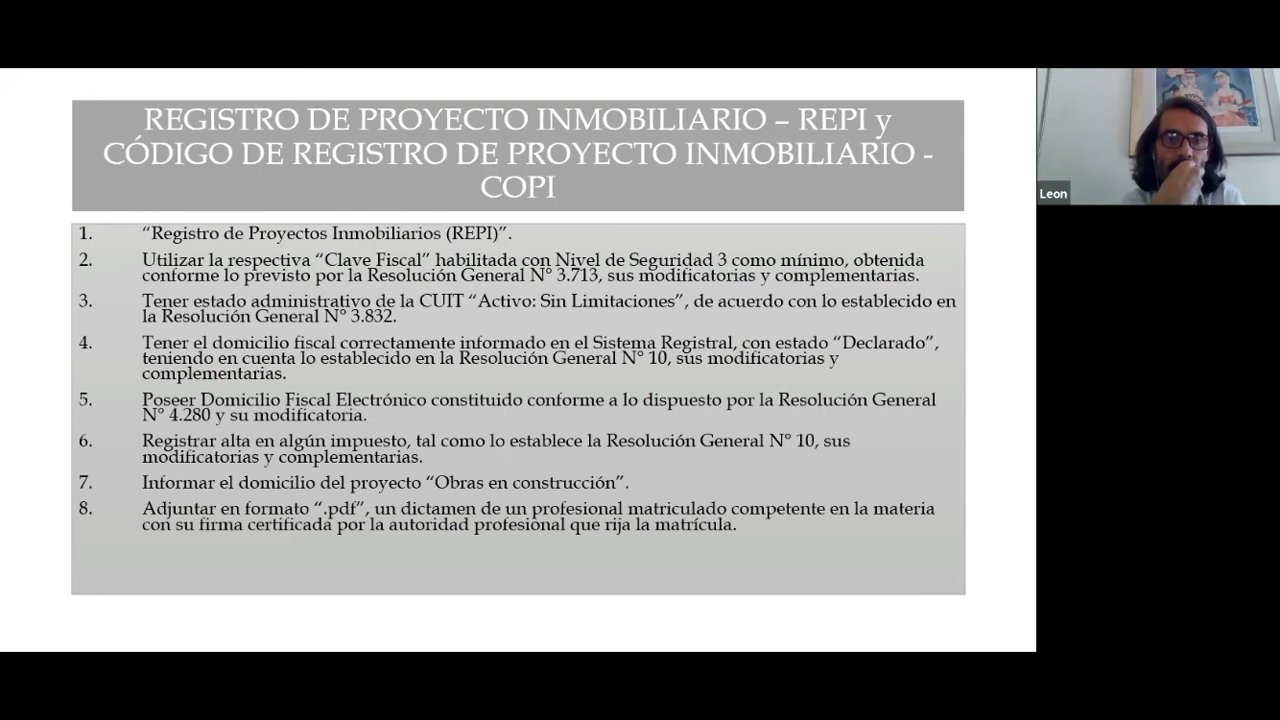 REGISTRO DE PROYECTO INMOBILIARIO – REPI y
CÓDIGO DE REGISTRO DE PROYECTO INMOBILIARIO -
COPI
1. “Registro de Proyectos Inmobiliarios (REPI)”.
2. Utilizar la respectiva “Clave Fiscal” habilitada con Nivel de Seguridad 3 como mínimo, obtenida
conforme lo previsto por la Resolución General N° 3.713, sus modificatorias y complementarias.
3. Tener estado administrativo de la CUIT “Activo: Sin Limitaciones”, de acuerdo con lo establecido en
la Resolución General N° 3.832.
4. Tener el domicilio fiscal correctamente informado en el Sistema Registral, con estado “Declarado”,
teniendo en cuenta lo establecido en la Resolución General N° 10, sus modificatorias y
complementarias.
5. Poseer Domicilio Fiscal Electrónico constituido conforme a lo dispuesto por la Resolución General
N° 4.280 y su modificatoria.
6. Registrar alta en algún impuesto, tal como lo establece la Resolución General N° 10, sus
modificatorias y complementarias.
7. Informar el domicilio del proyecto “Obras en construcción”.
8. Adjuntar en formato “.pdf”, un dictamen de un profesional matriculado competente en la materia
con su firma certificada por la autoridad profesional que rija la matrícula.
Leon